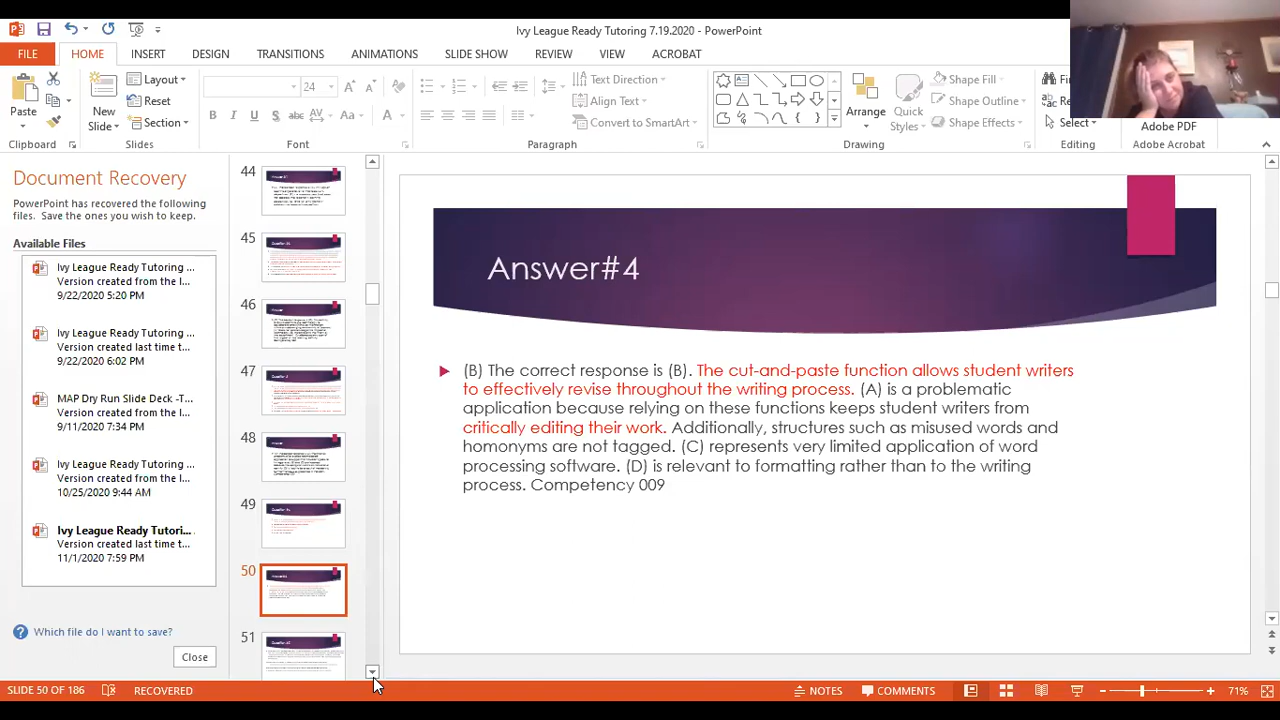 Ivy League Ready Tutoring 7.19.2020 - PowerPoint
FILE HOME INSERT DESIGN TRANSITIONS ANIMATIONS SLIDE SHOW REVIEW VIEW ACROBAT
Paste
New
Slide
Layout
Reset
Section
24
Text Direction
Align Text
Convert to SmartArt
Arrange
Quick
Styles
Shape Fill
Shape Outline
Shape Effects
Select
Adobe PDF
Clipboard Slides Font Paragraph Drawing Editing Adobe Acrobat
Document Recovery
PowerPoint has recovered the following
files. Save the ones you wish to keep.
Available Files
Ivy League Ready Tutoring ...
Version created from the l...
9/22/2020 5:20 PM
Ivy League Ready Tutoring ...
Version created last time t...
9/22/2020 6:02 PM
MAP Dry Run Slide Deck -T...
Version created from the l...
9/11/2020 7:34 PM
Ivy League Ready Tutoring ...
Version created last time t...
10/25/2020 9:44 AM
Ivy League Ready Tutori...
Version created last time t...
11/1/2020 7:59 PM
Which file do I want to save?
Close
44
45
46
47
48
49
50
51
Answer#4
(B) The correct response is (B). The cut-and-paste function allows student writers
to effectively revise throughout the writing process. (A) is a problematic
application because relying on these functions keeps student writers from
critically editing their work. Additionally, structures such as misused words and
homonyms are not tagged. (C) presents very limited application of word
processing software. (D) is relevant to formatting rather than to the writing
process. Competency 009
SLIDE 50 OF 186 RECOVERED NOTES COMMENTS 71%